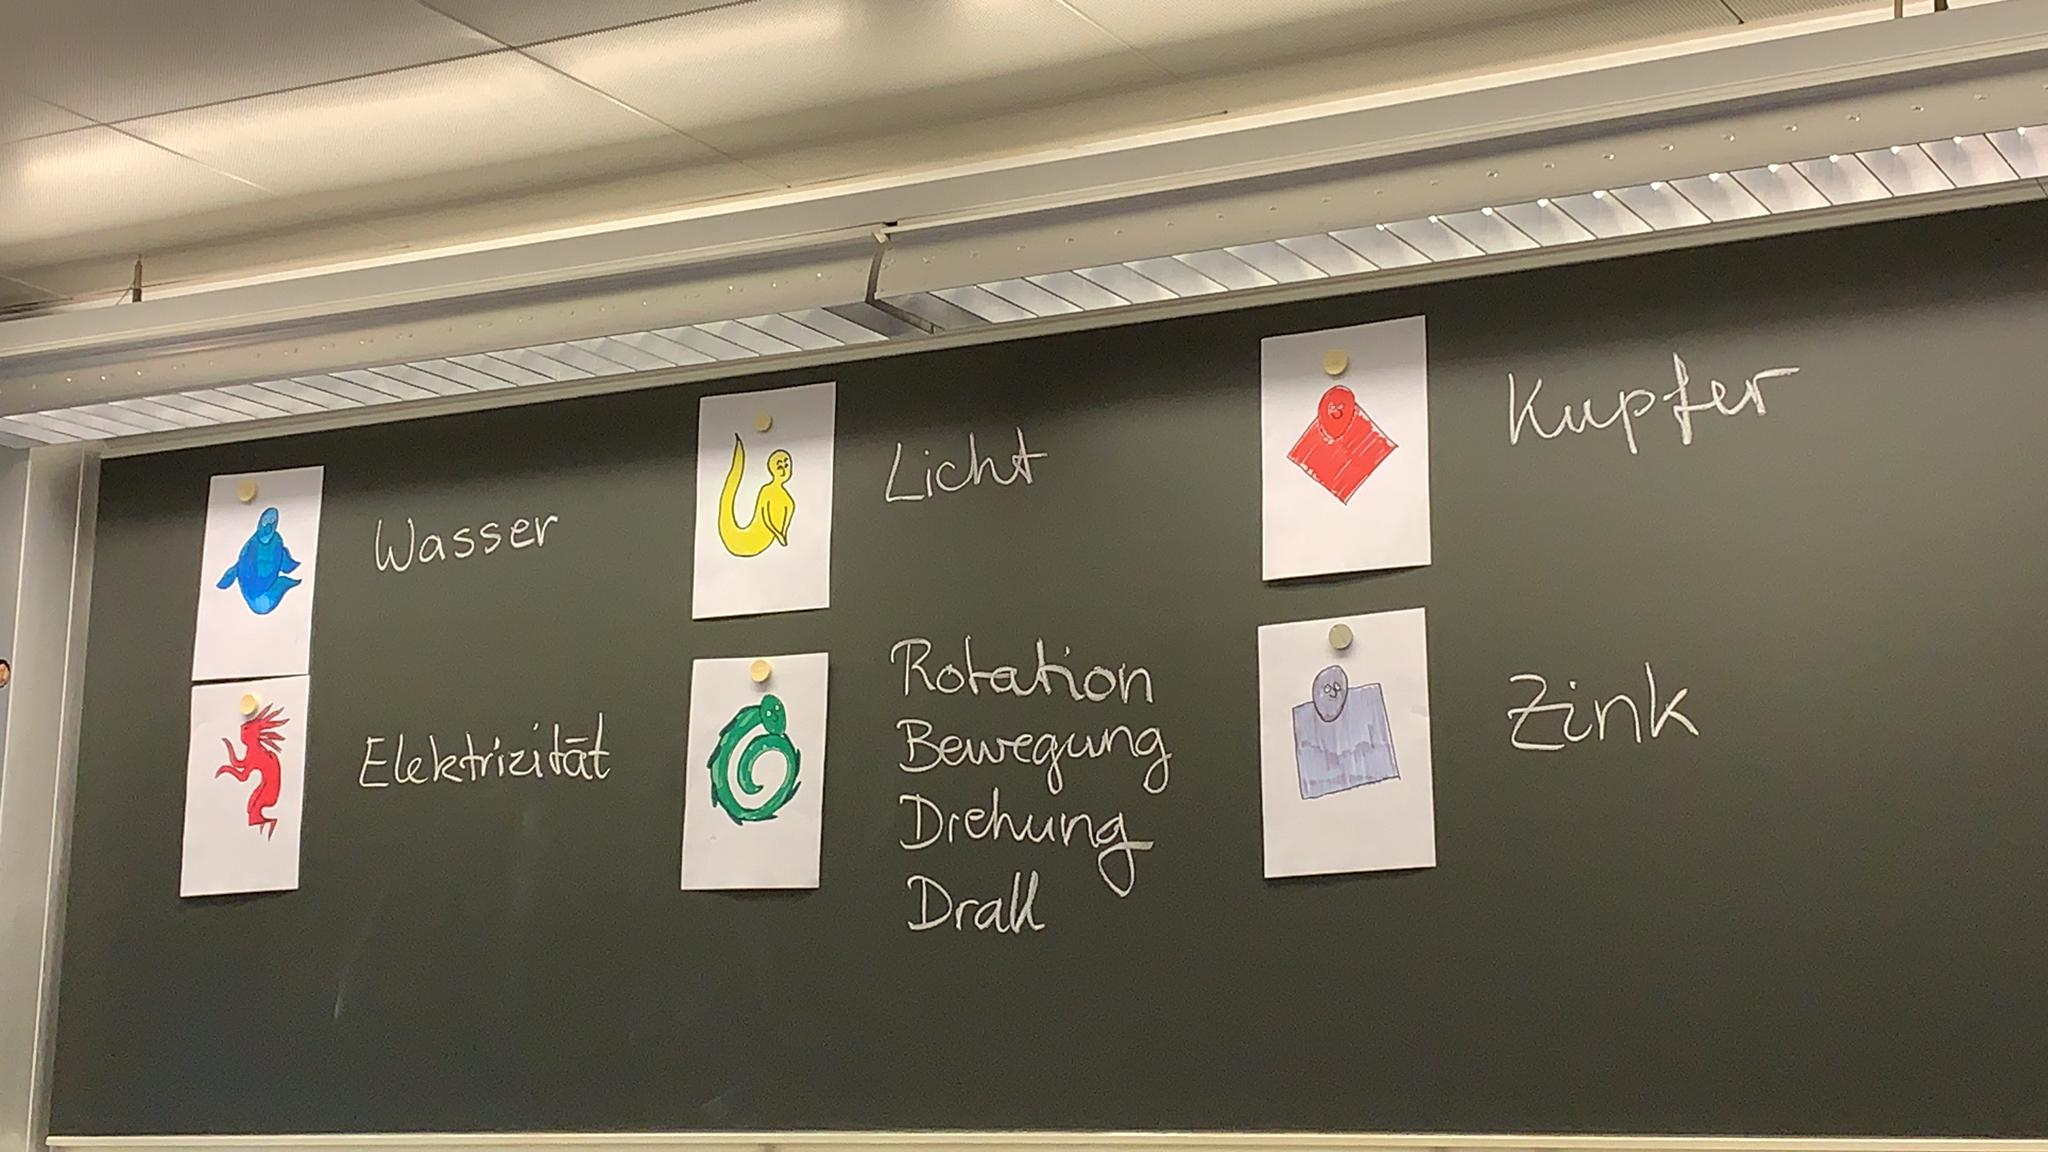 Wasser
Elektrizität
Licht
Rotation
Bewegung
Drehung
Drall
Kupfer
Zink